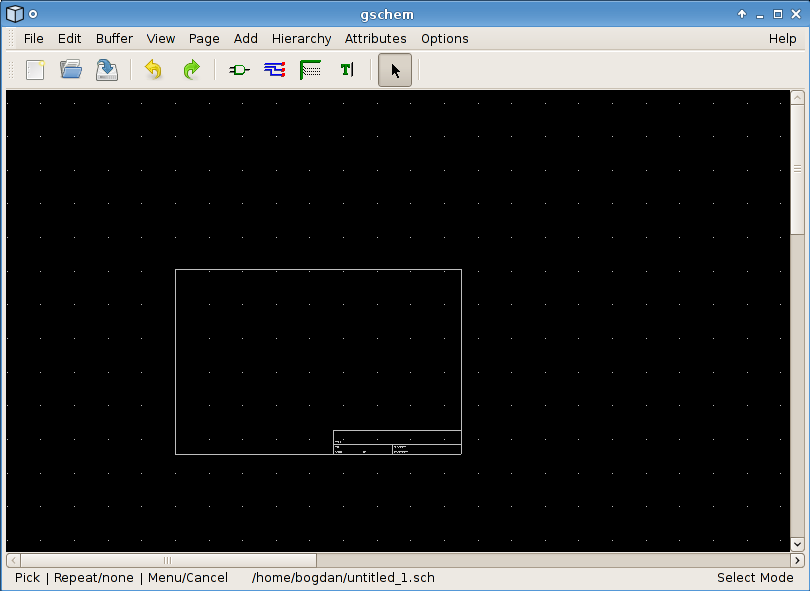 gschem
File Edit Buffer View Page Add Hierarchy Attributes Options Help
T
Pick | Repeat/none | Menu/Cancel /home/bogdan/untitled_1.sch Select Mode